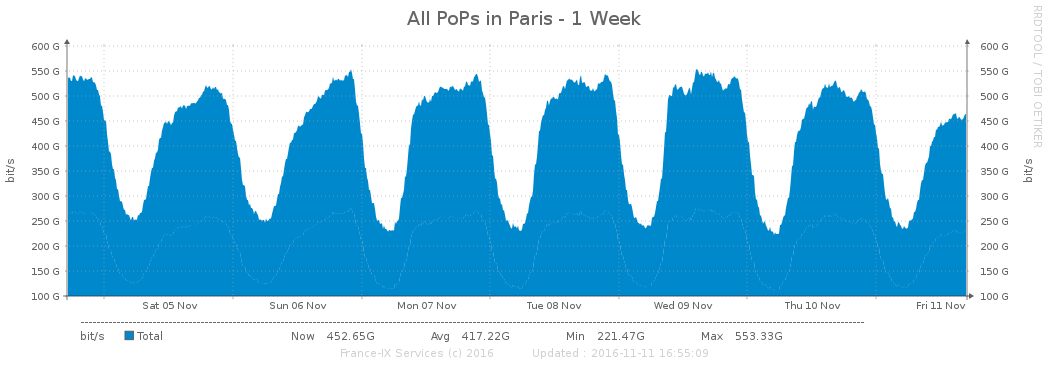 All PoPs in Paris - 1 Week
RRDTOOL / TOBI OETIKER
600 G 600 G
550 G 550 G
500 G 500 G
450 G 450 G
400 G 400 G
350 G 350 G
300 G 300 G
250 G 250 G
200 G 200 G
150 G 150 G
100 G 100 G
bit/s bit/s
Sat 05 Nov Sun 06 Nov Mon 07 Nov Tue 08 Nov Wed 09 Nov Thu 10 Nov Fri 11 Nov
bit/s Total Now 452.65G Avg 417.22G Min 221.47G Max 553.33G
France-IX Services (c) 2016 Updated : 2016-11-11 16:55:09